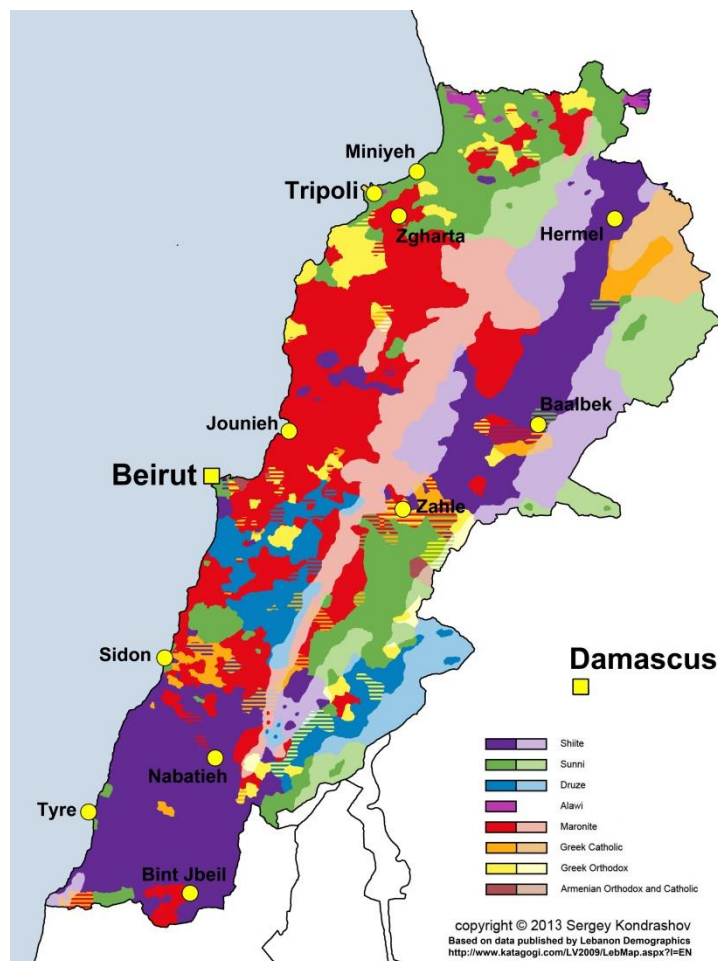 Miniyeh
Tripoli
Zgharta
Hermel
Baalbek
Jounieh
Beirut
Zahle
Sidon
Damascus
Nabatieh
Tyre
Bint Jbeil
Shiite
Sunni
Druze
Alawi
Maronite
Greek Catholic
Greek Orthodox
Armenian Orthodox and Catholic
copyright © 2013 Sergey Kondrashov
Based on data published by Lebanon Demographics
http://www.katagogi.com/LV2009/LebMap.aspx?l=EN